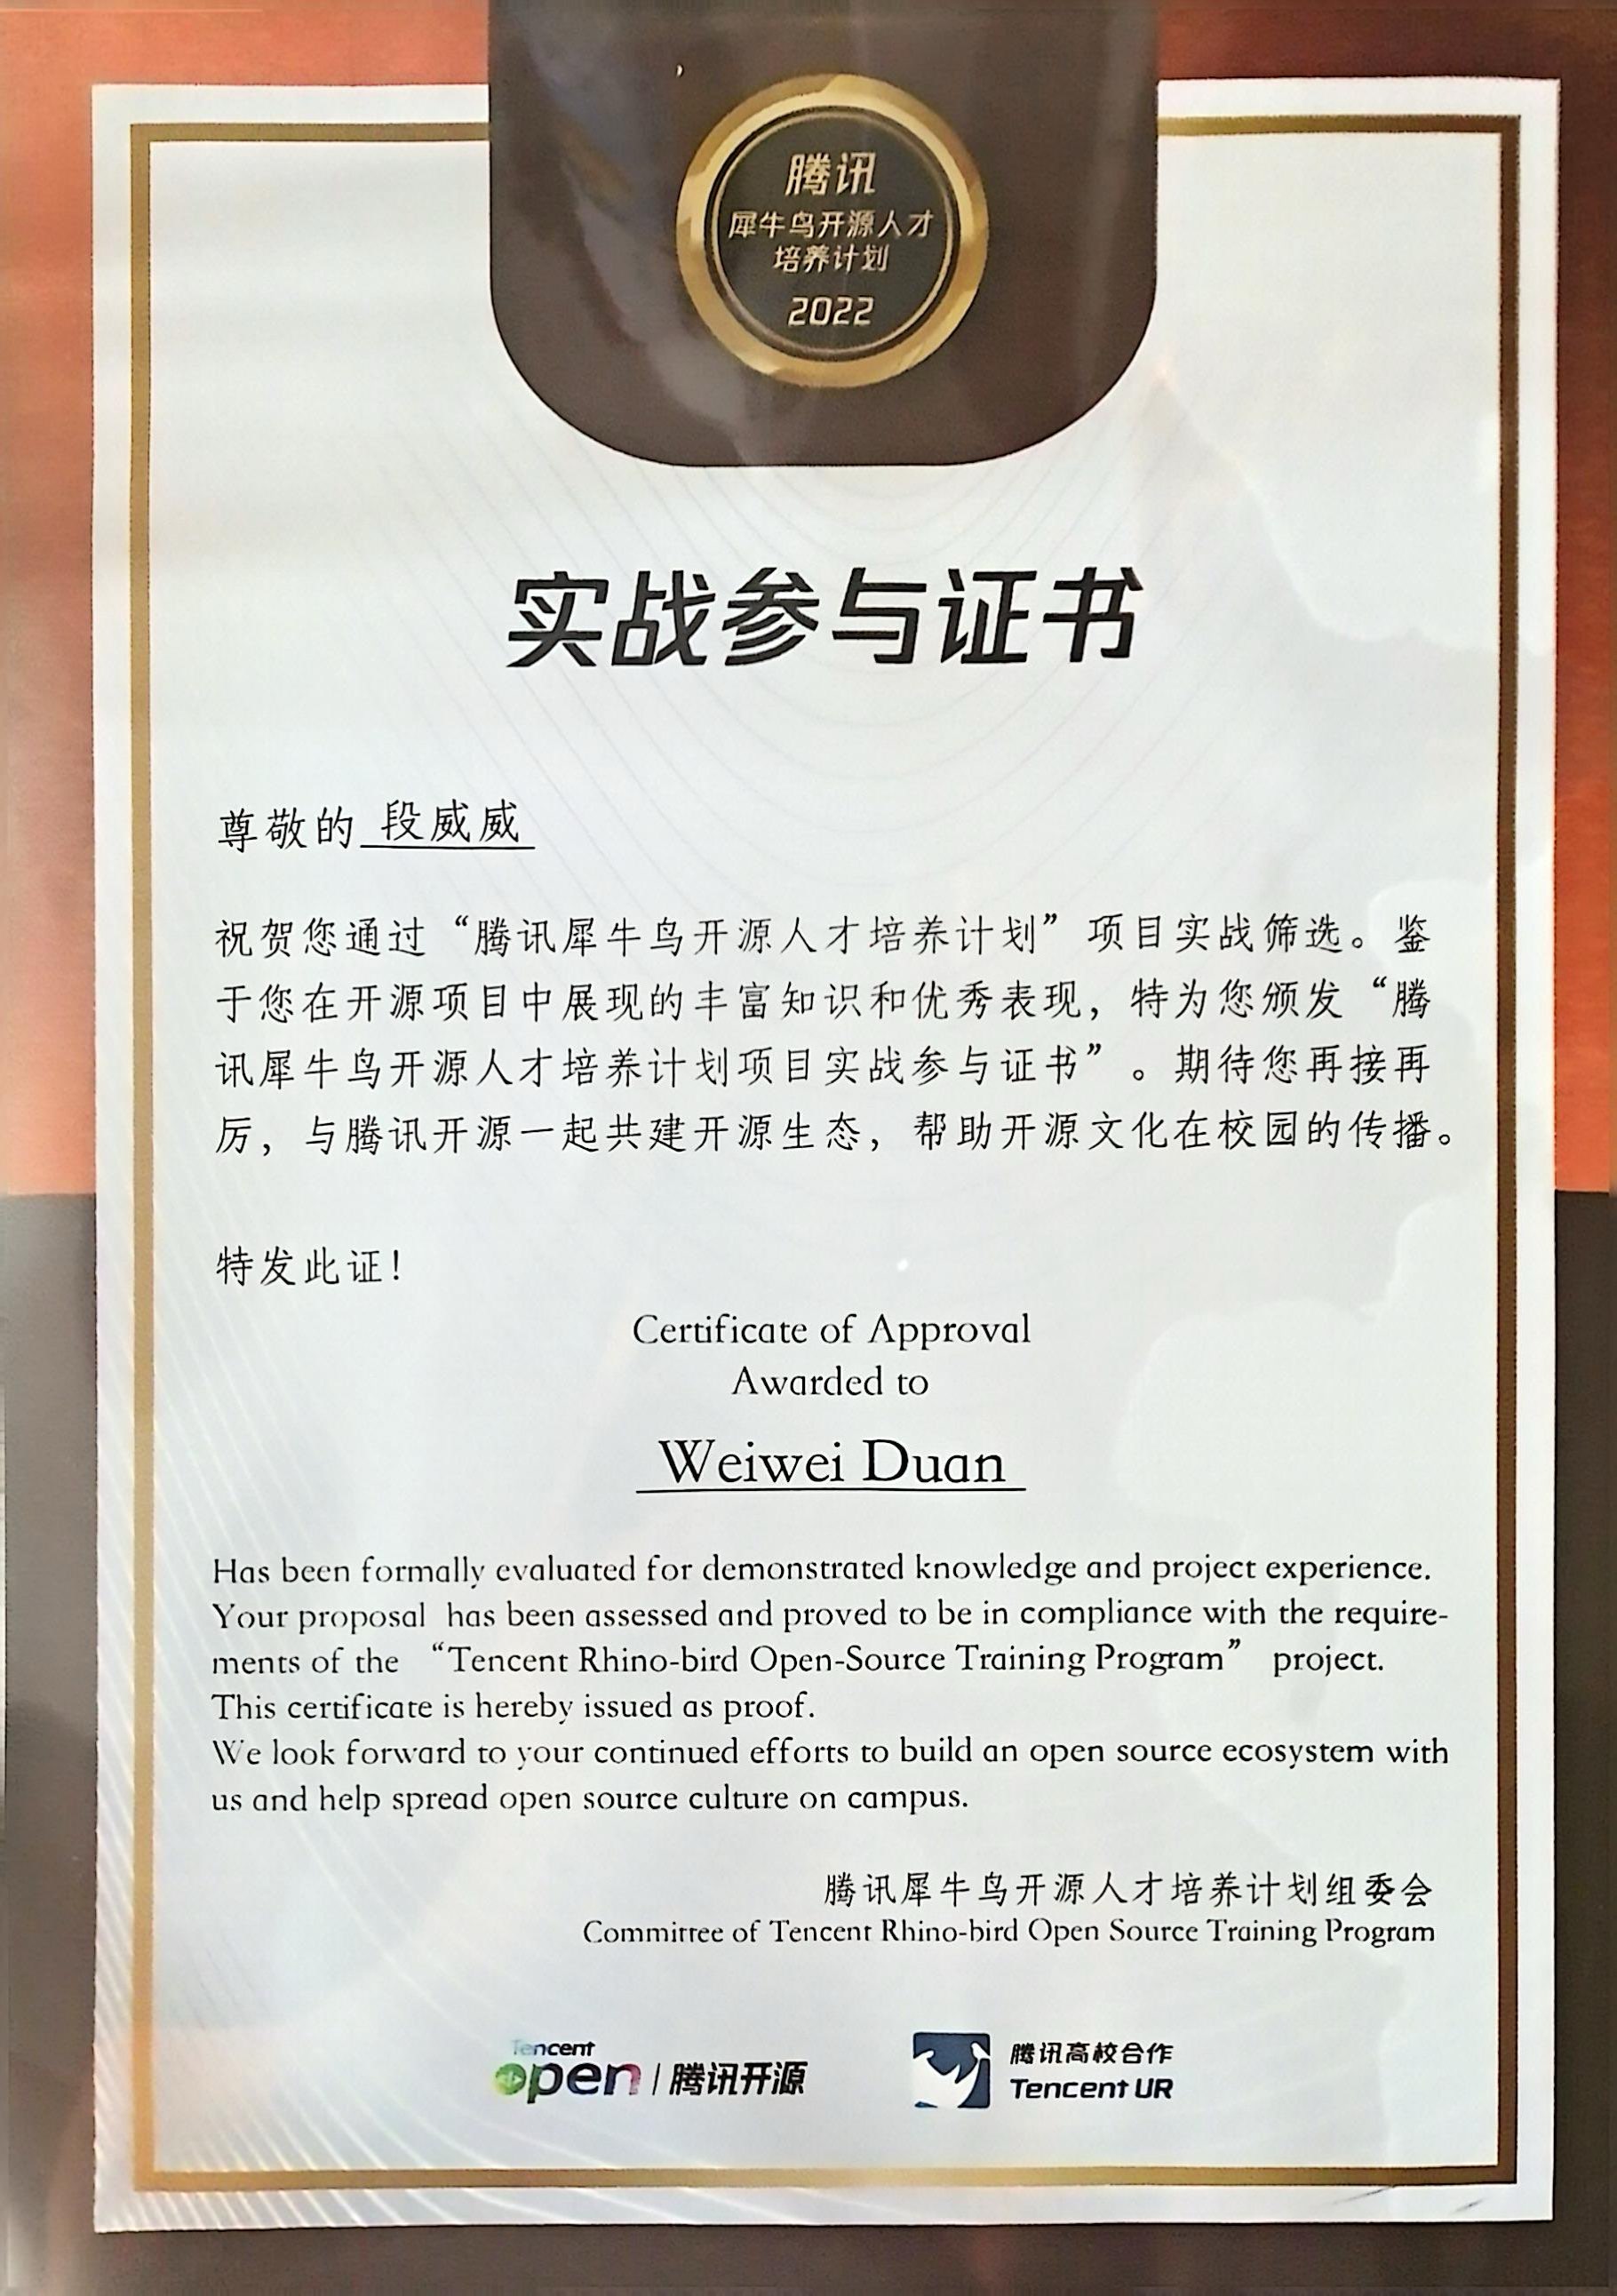 腾讯
犀牛鸟开源人才
培养计划
2022
实战参与证书
尊敬的 段威威
祝贺您通过“腾讯犀牛鸟开源人才培养计划”项目实战筛选。鉴
于您在开源项目中展现的丰富知识和优秀表现，特为您颁发“腾
讯犀牛鸟开源人才培养计划项目实战参与证书”。期待您再接再
厉，与腾讯开源一起共建开源生态，帮助开源文化在校园的传播。
特发此证！
Certificate of Approval
Awarded to
Weiwei Duan
Has been formally evaluated for demonstrated knowledge and project experience.
Your proposal has been assessed and proved to be in compliance with the require-
ments of the “Tencent Rhino-bird Open-Source Training Program” project.
This certificate is hereby issued as proof.
We look forward to your continued efforts to build an open source ecosystem with
us and help spread open source culture on campus.
腾讯犀牛鸟开源人才培养计划组委会
Committee of Tencent Rhino-bird Open Source Training Program
Tencent
open | 腾讯开源
腾讯高校合作
Tencent UR